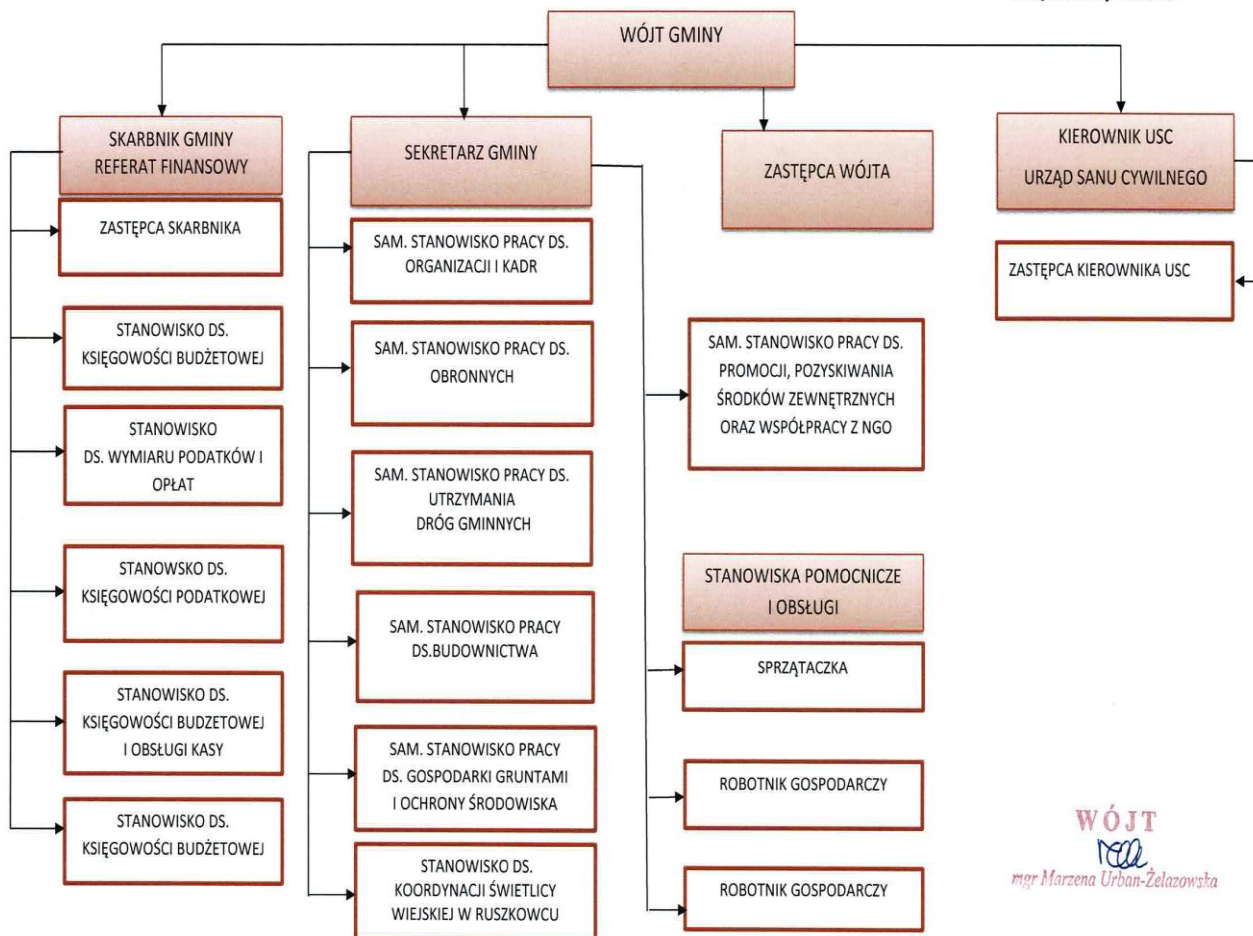 WÓJT GMINY
SKARBNIK GMINY
REFERAT FINANSOWY
ZASTĘPCA SKARBNIKA
STANOWISKO DS.
KSIĘGOWOŚCI BUDŻETOWEJ
STANOWISKO
DS. WYMIARU PODATKÓW I
OPŁAT
STANOWSKO DS.
KSIĘGOWOŚCI PODATKOWEJ
STANOWISKO DS.
KSIĘGOWOŚCI BUDZETOWEJ
I OBSŁUGI KASY
STANOWISKO DS.
KSIĘGOWOŚCI BUDŻETOWEJ
SEKRETARZ GMINY
SAM. STANOWISKO PRACY DS.
ORGANIZACJI I KADR
SAM. STANOWISKO PRACY DS.
OBRONNYCH
SAM. STANOWISKO PRACY DS.
UTRZYMANIA
DRÓG GMINNYCH
SAM. STANOWISKO PRACY
DS.BUDOWNICTWA
SAM. STANOWISKO PRACY
DS. GOSPODARKI GRUNTAMI
I OCHRONY ŚRODOWISKA
STANOWISKO DS.
KOORDYNACJI ŚWIETLICY
WIEJSKIEJ W RUSZKOWCU
ZASTĘPCA WÓJTA
SAM. STANOWISKO PRACY DS.
PROMOCJI, POZYSKIWANIA
ŚRODKÓW ZEWNĘTRZNYCH
ORAZ WSPÓŁPRACY Z NGO
STANOWISKA POMOCNICZE
I OBSŁUGI
SPRZĄTACZKA
ROBOTNIK GOSPODARCZY
ROBOTNIK GOSPODARCZY
KIEROWNIK USC
URZĄD SANU CYWILNEGO
ZASTĘPCA KIEROWNIKA USC
WÓJT
mgr Marzena Urban-Żelazowska